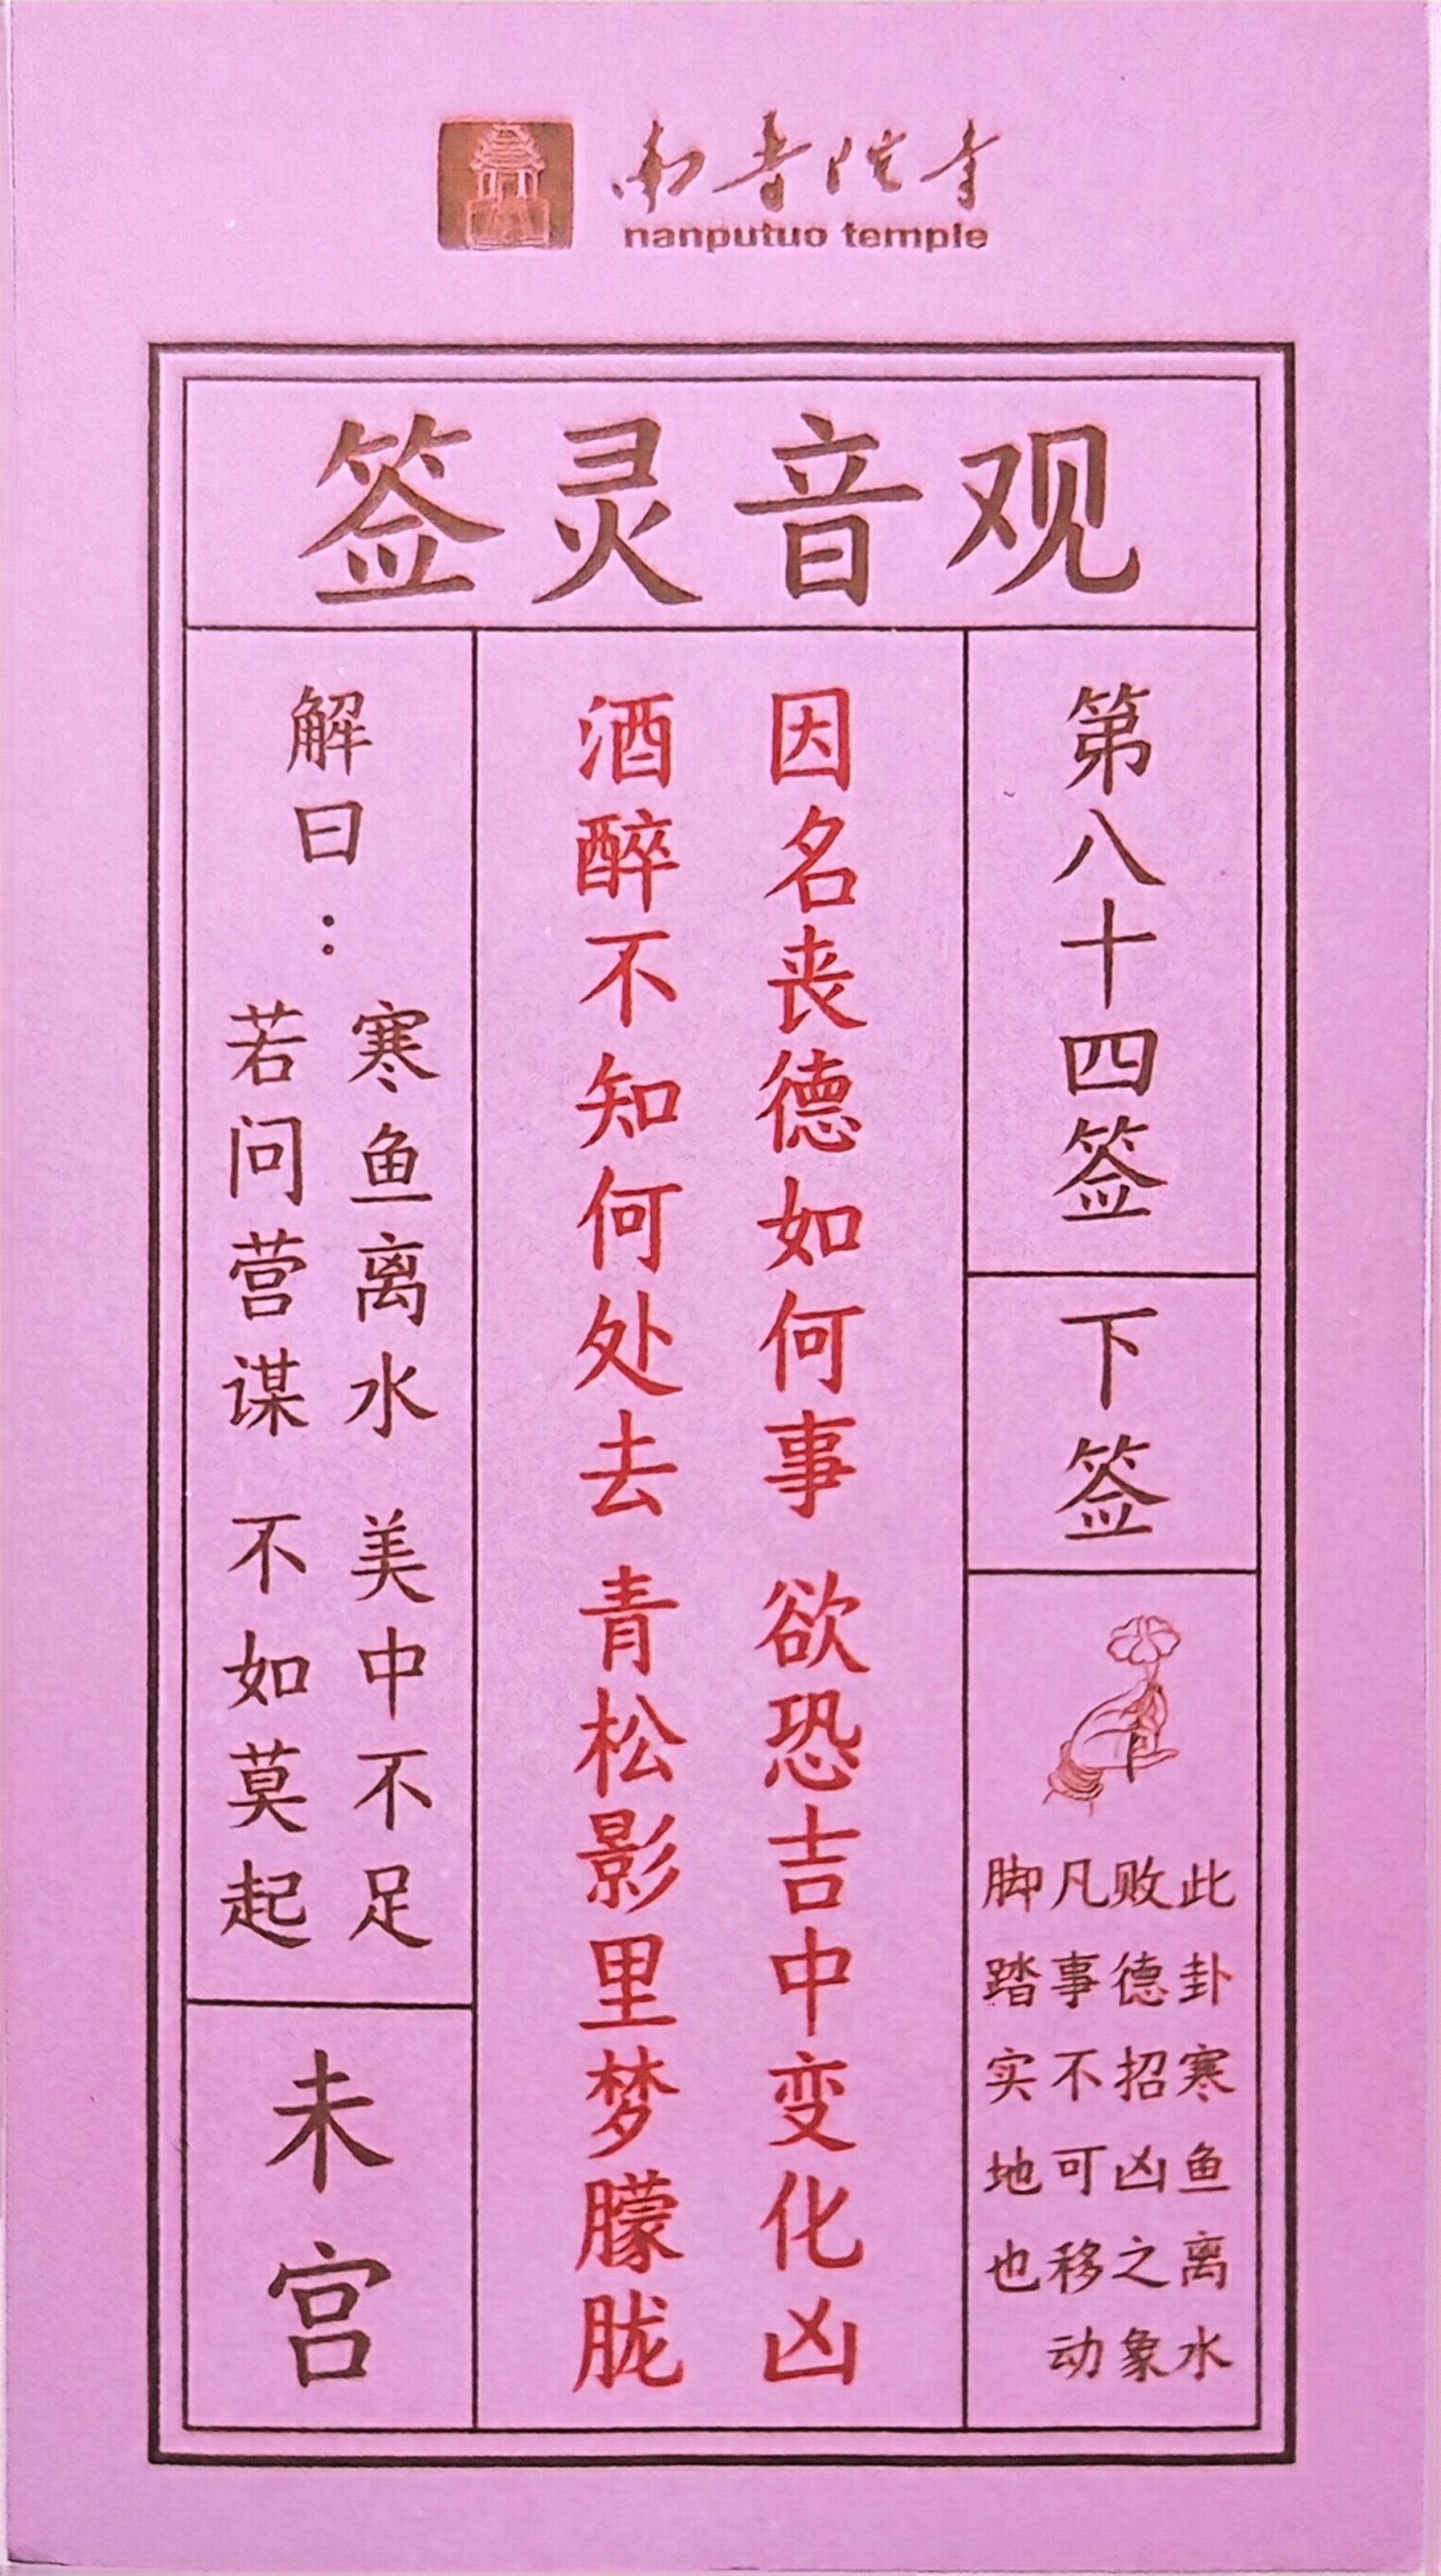 南普陀寺
nanputuo temple
观音灵签
第八十四签
下签
此卦寒鱼离水
败德招凶之象
凡事不可移动
脚踏实地也
因名丧德如何事 欲恐吉中变化凶
酒醉不知何处去 青松影里梦朦胧
解曰：
寒鱼离水 美中不足
若问营谋 不如莫起
未宫